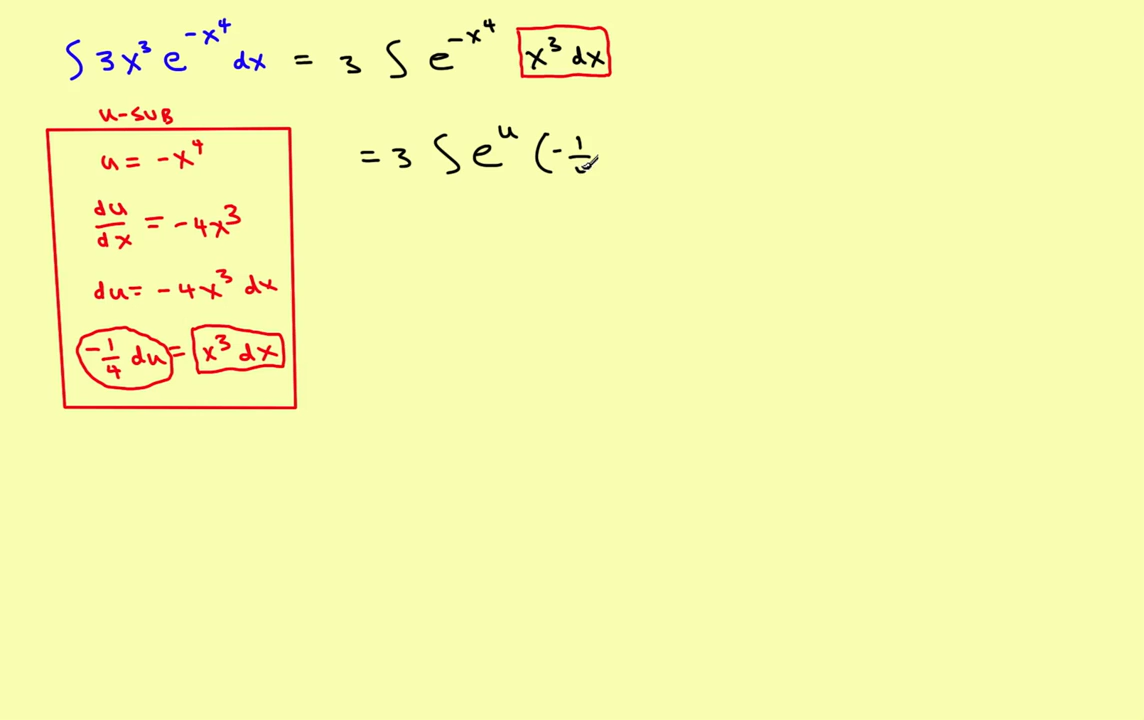 ∫ 3x³ e^(-x⁴) dx = 3 ∫ e^(-x⁴) x³ dx
u-sub
u = -x⁴
= 3 ∫ e^u (-1/
du/dx = -4x³
du = -4x³ dx
-1/4 du = x³ dx